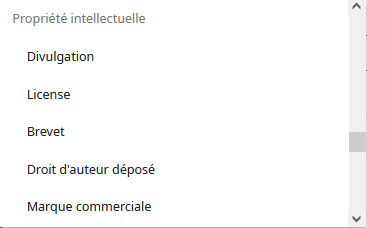 Propriété intellectuelle
Divulgation
License
Brevet
Droit d'auteur déposé
Marque commerciale